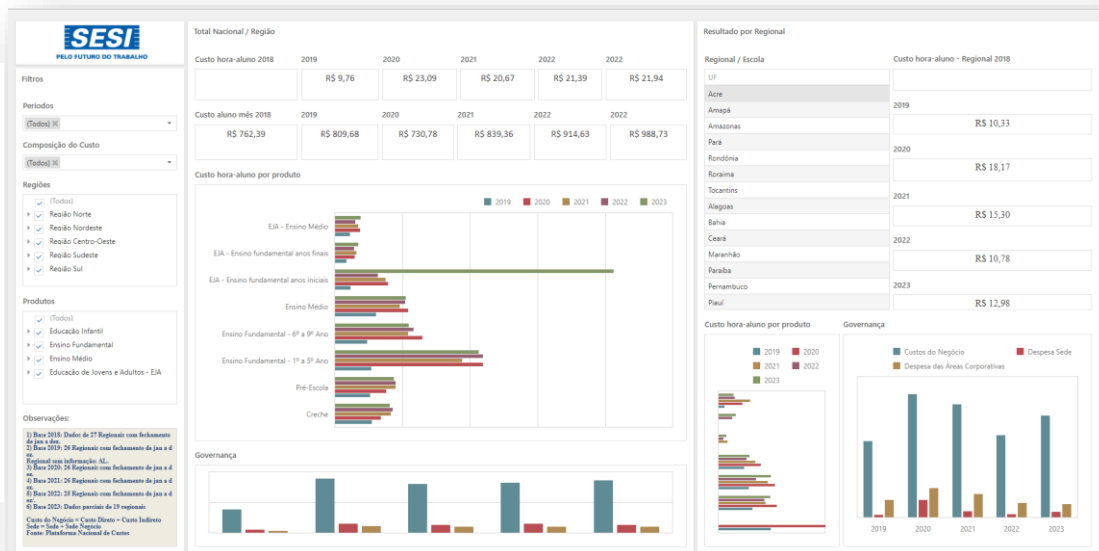 SESI
PELO FUTURO DO TRABALHO
Filtros
Períodos
(Todos)
Composição do Custo
(Todos)
Regiões
(Todos)
Região Norte
Região Nordeste
Região Centro-Oeste
Região Sudeste
Região Sul
Produtos
(Todos)
Educação Infantil
Ensino Fundamental
Ensino Médio
Educação de Jovens e Adultos - EJA
Observações:
1) Base 2018: Dados de 27 Regionais com fechamento
de jan a dez.
2) Base 2019: 26 Regionais com fechamento de jan a d
ez.
Regional sem informação: AL.
3) Base 2020: 26 Regionais com fechamento de jan a d
ez.
4) Base 2021: 26 Regionais com fechamento de jan a d
ez.
5) Base 2022: 25 Regionais com fechamento de jan a d
ez/.
6) Base 2023: Dados parciais de 19 regionais
Custo do Negócio = Custo Direto + Custo Indireto
Sede = Sede + Sede Negócio
Fonte: Plataforma Nacional de Custos
Total Nacional / Região
Custo hora-aluno 2018 2019 2020 2021 2022 2022
R$ 9,76 R$ 23,09 R$ 20,67 R$ 21,39 R$ 21,94
Custo aluno mês 2018 2019 2020 2021 2022 2022
R$ 762,39 R$ 809,68 R$ 730,78 R$ 839,36 R$ 914,63 R$ 988,73
Custo hora-aluno por produto
2019 2020 2021 2022 2023
EJA - Ensino Médio
EJA - Ensino fundamental anos finais
EJA - Ensino fundamental anos iniciais
Ensino Médio
Ensino Fundamental - 6º a 9º Ano
Ensino Fundamental - 1º a 5º Ano
Pré-Escola
Creche
Governança
Resultado por Regional
Regional / Escola
UF
Acre
Amapá
Amazonas
Pará
Rondônia
Roraima
Tocantins
Alagoas
Bahia
Ceará
Maranhão
Paraíba
Pernambuco
Piauí
Custo hora-aluno - Regional 2018
2019
R$ 10,33
2020
R$ 18,17
2021
R$ 15,30
2022
R$ 10,78
2023
R$ 12,98
Custo hora-aluno por produto
2019 2020
2021 2022
2023
Governança
Custos do Negócio Despesa Sede
Despesa das Áreas Corporativas
2019 2020 2021 2022 2023